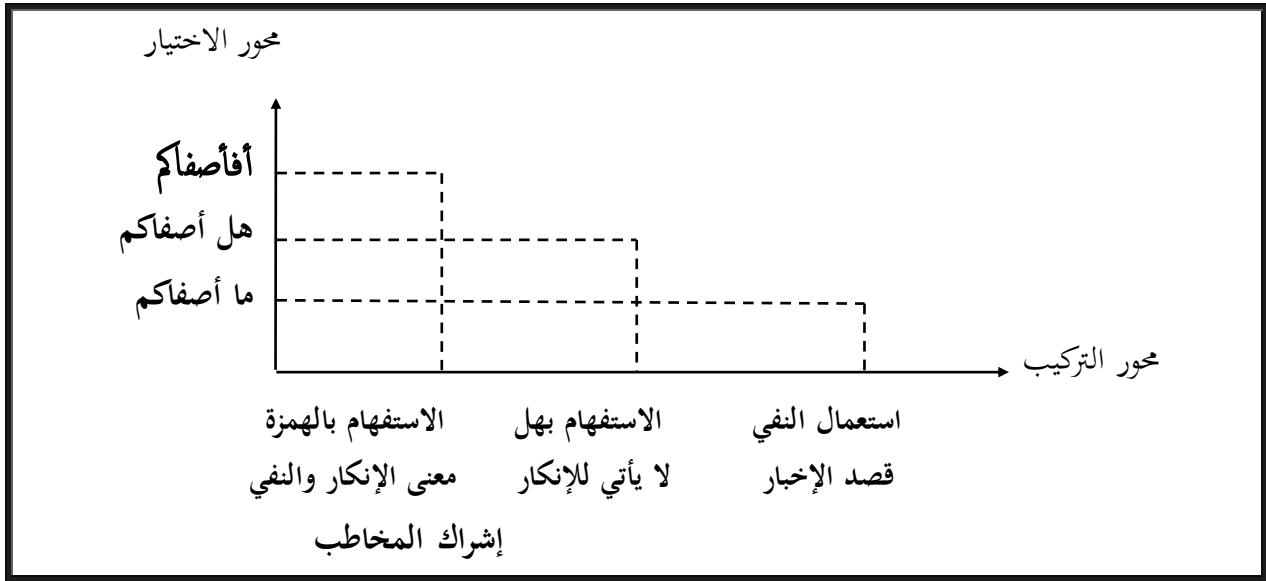 محور الاختيار
أفأصفاكم
هل أصفاكم
ما أصفاكم
محور التركيب
الاستفهام بالهمزة
معنى الإنكار والنفي
إشراك المخاطب
الاستفهام بهل
لا يأتي للإنكار
استعمال النفي
قصد الإخبار